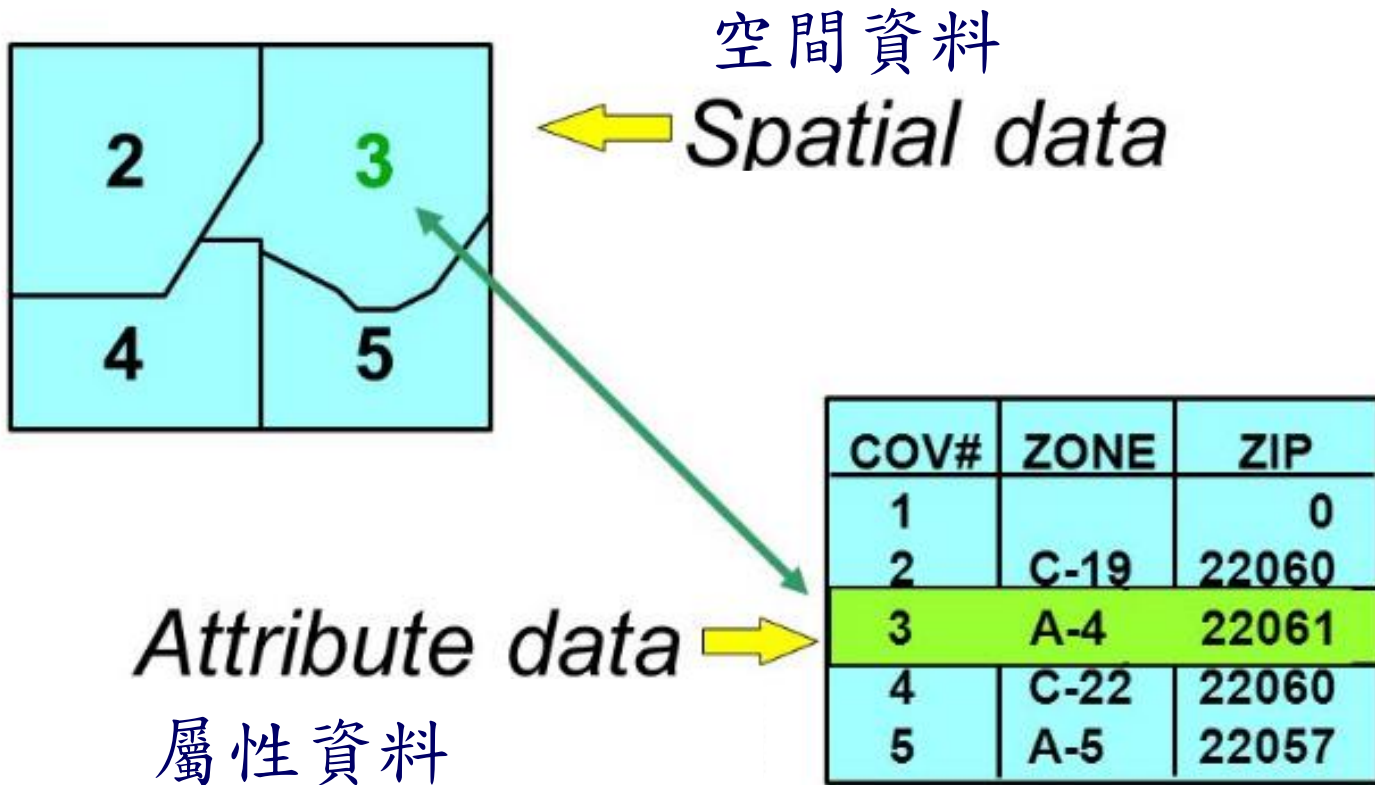 空間資料
Spatial data
2 3
4 5
COV# ZONE ZIP
1 0
2 C-19 22060
3 A-4 22061
4 C-22 22060
5 A-5 22057
Attribute data
屬性資料